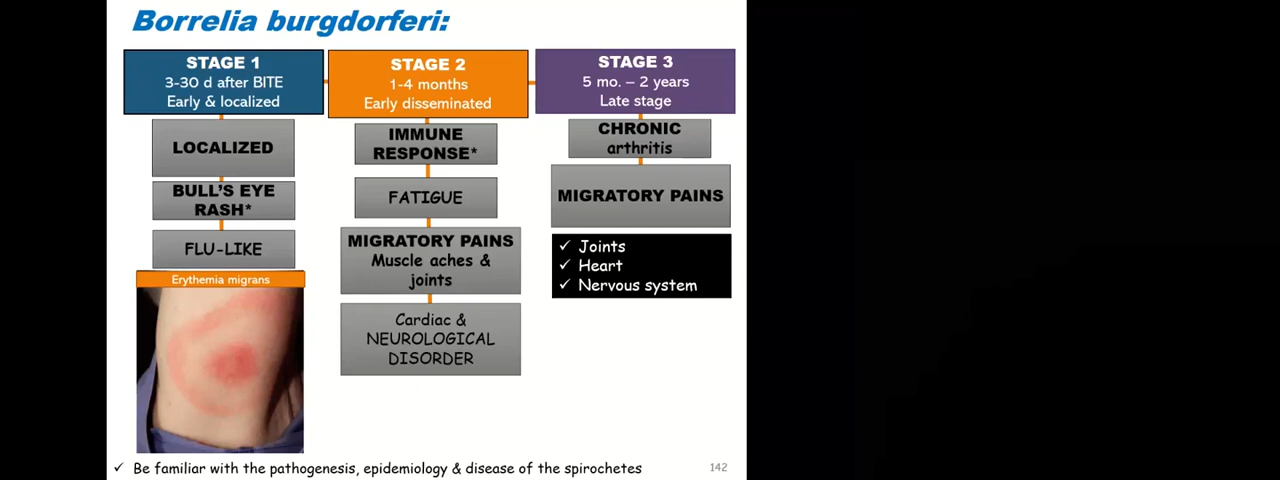 Borrelia burgdorferi:
STAGE 1
3-30 d after BITE
Early & localized
LOCALIZED
BULL'S EYE
RASH*
FLU-LIKE
Erythemia migrans
STAGE 2
1-4 months
Early disseminated
IMMUNE
RESPONSE*
FATIGUE
MIGRATORY PAINS
Muscle aches &
joints
Cardiac &
NEUROLOGICAL
DISORDER
STAGE 3
5 mo. – 2 years
Late stage
CHRONIC
arthritis
MIGRATORY PAINS
✓ Joints
✓ Heart
✓ Nervous system
✓ Be familiar with the pathogenesis, epidemiology & disease of the spirochetes
142